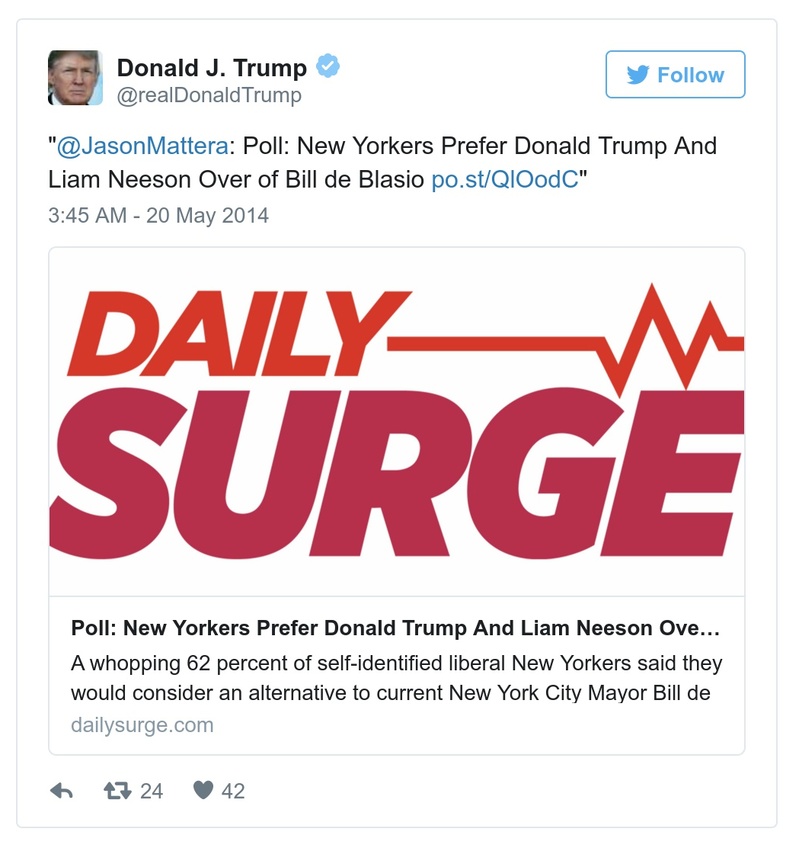 Donald J. Trump
@realDonaldTrump
Follow
"@JasonMattera: Poll: New Yorkers Prefer Donald Trump And
Liam Neeson Over of Bill de Blasio po.st/QlOodC"
3:45 AM - 20 May 2014
DAILY
SURGE
Poll: New Yorkers Prefer Donald Trump And Liam Neeson Ove…
A whopping 62 percent of self-identified liberal New Yorkers said they
would consider an alternative to current New York City Mayor Bill de
dailysurge.com
24
42